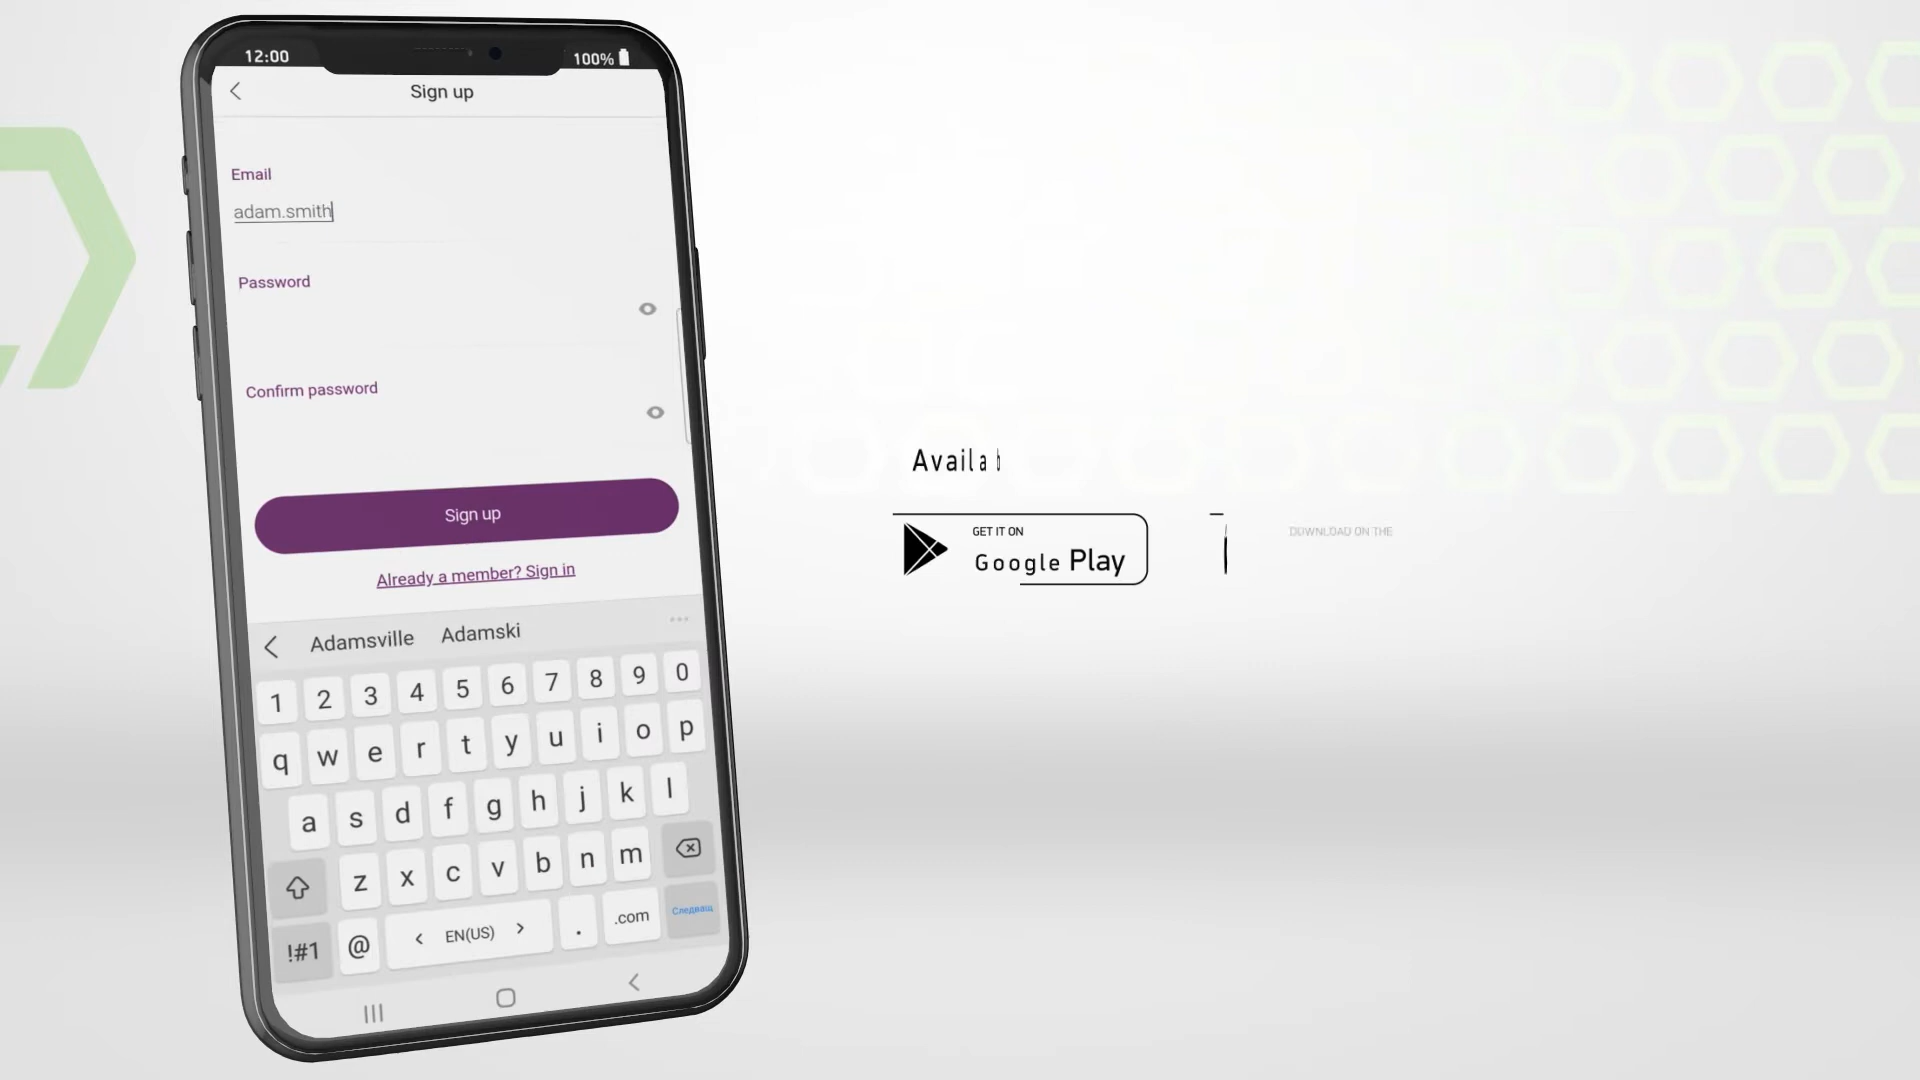 12:00
100%
Sign up
Email
adam.smith
Password
Confirm password
Sign up
Already a member? Sign in
Adamsville Adamski
1 2 3 4 5 6 7 8 9 0
q w e r t y u i o p
a s d f g h j k l
z x c v b n m
!#1 @ EN(US) . .com Следващ
Availab
GET IT ON
Google Play
DOWNLOAD ON THE